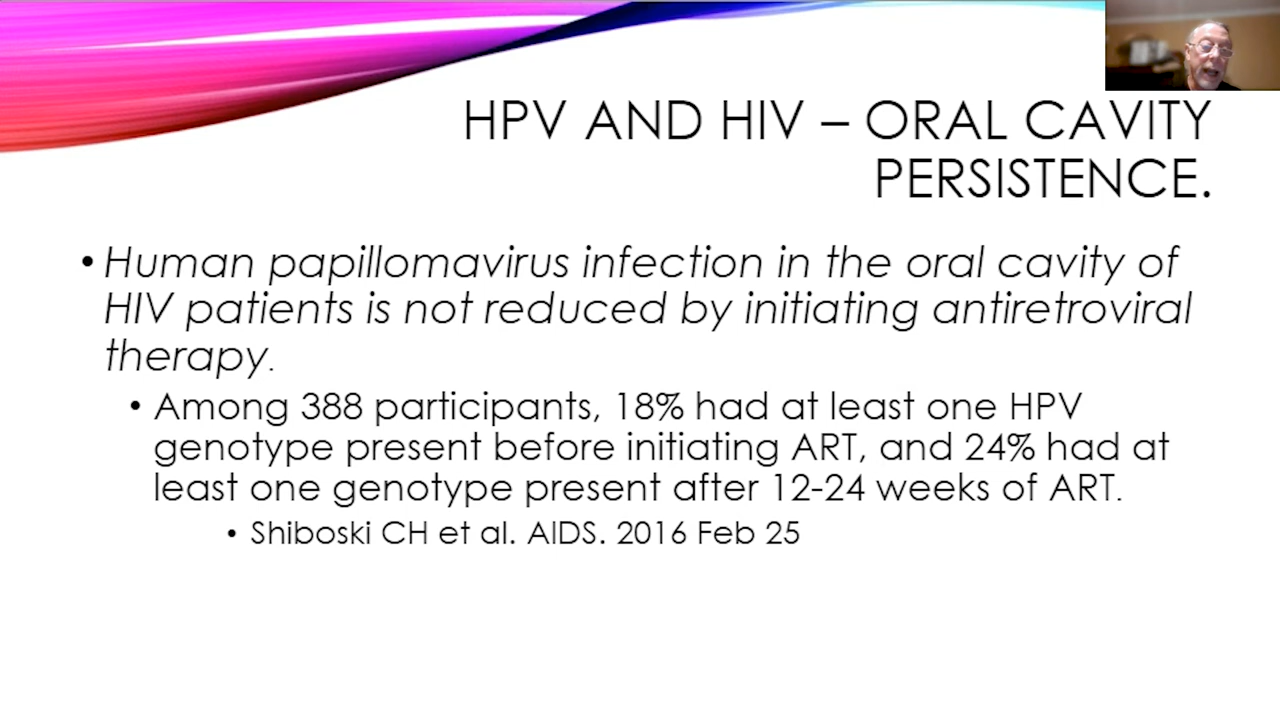 HPV AND HIV – ORAL CAVITY
PERSISTENCE.
• Human papillomavirus infection in the oral cavity of
HIV patients is not reduced by initiating antiretroviral
therapy.
• Among 388 participants, 18% had at least one HPV
genotype present before initiating ART, and 24% had at
least one genotype present after 12-24 weeks of ART.
• Shiboski CH et al. AIDS. 2016 Feb 25